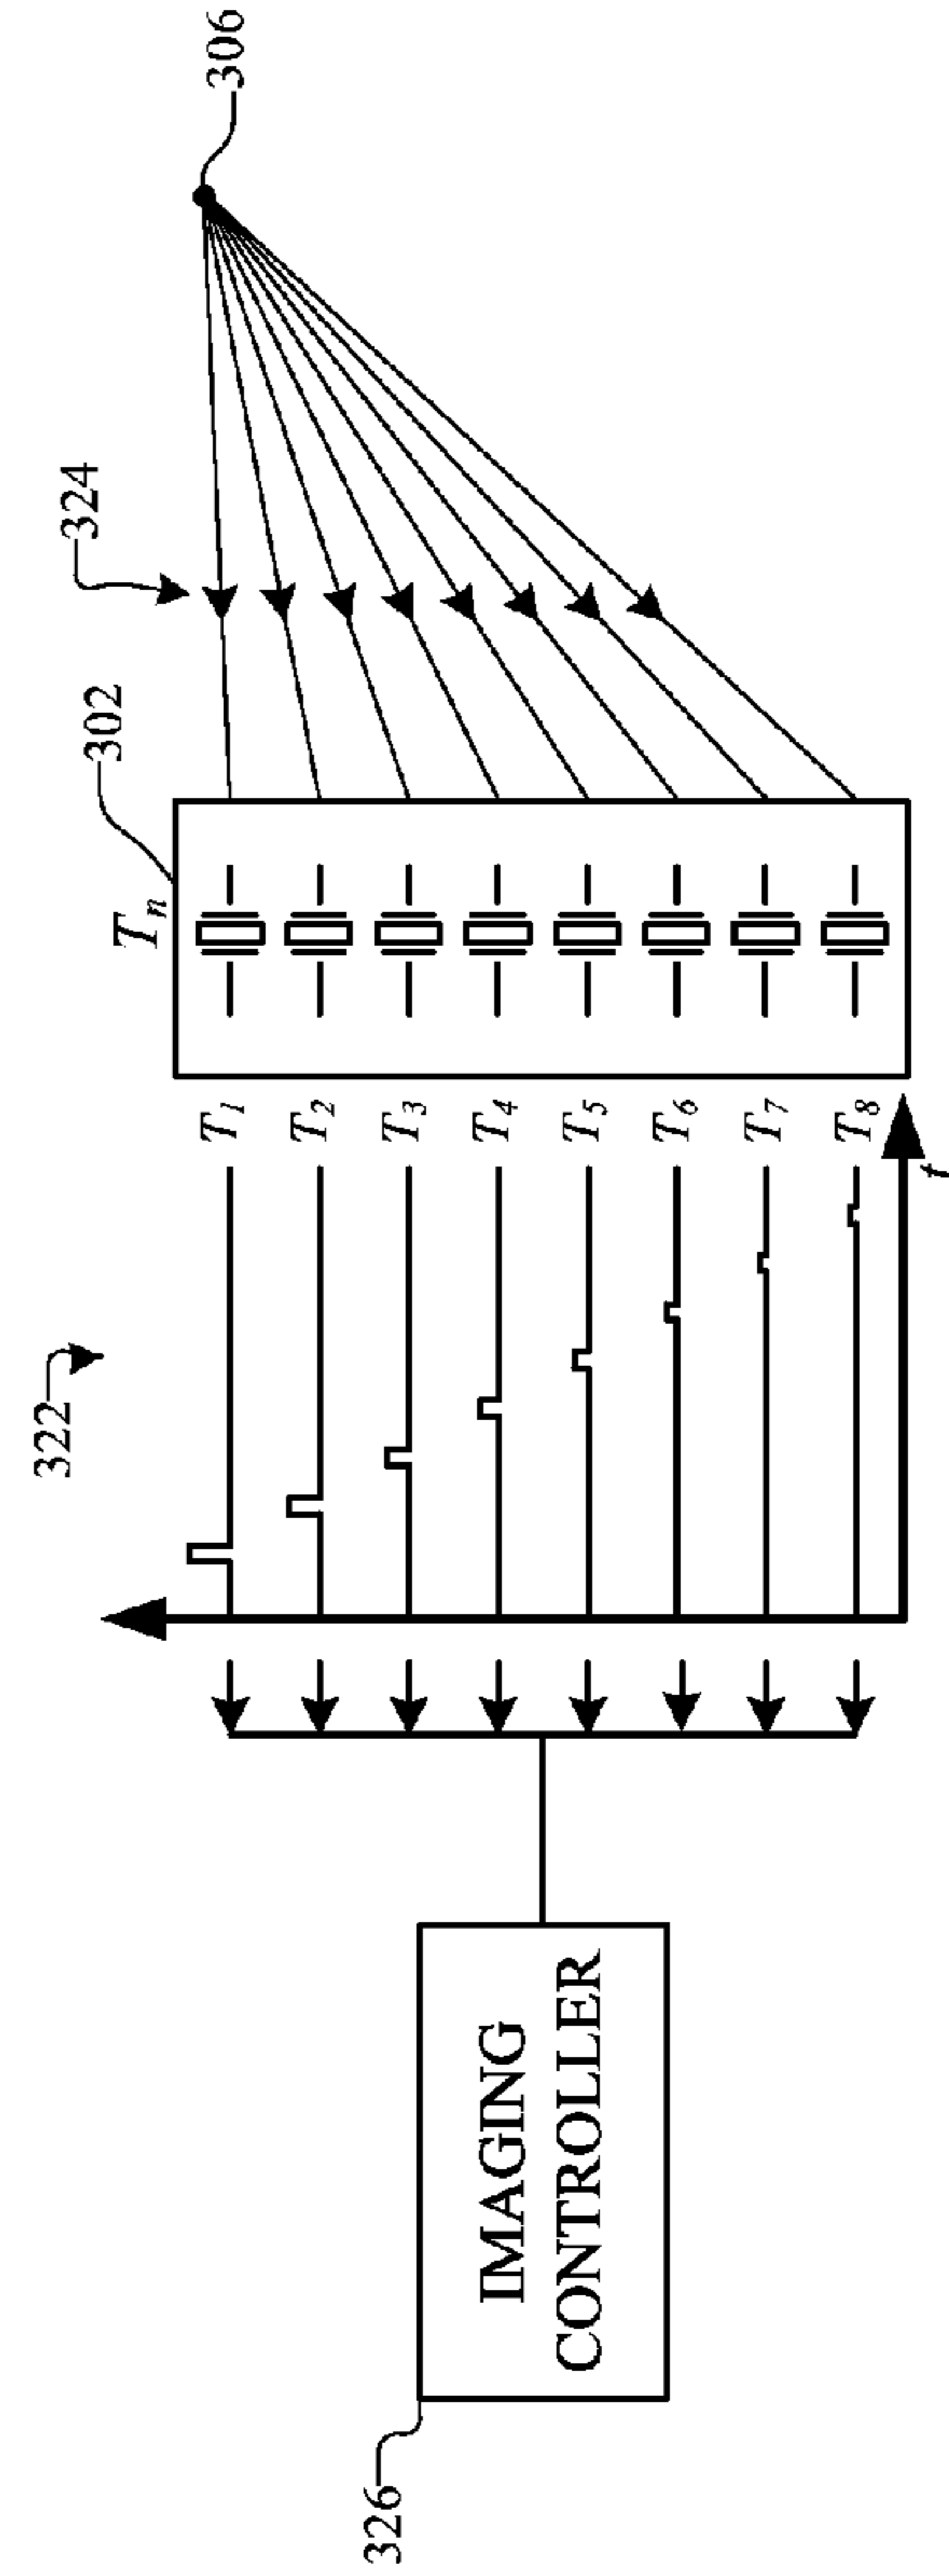 306
324
302
Tn
T1
T2
T3
T4
T5
T6
T7
T8
t
322
IMAGING
CONTROLLER
326